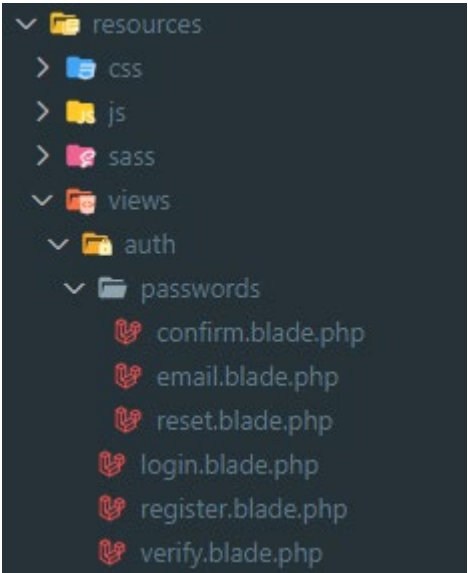 resources
css
js
sass
views
auth
passwords
confirm.blade.php
email.blade.php
reset.blade.php
login.blade.php
register.blade.php
verify.blade.php